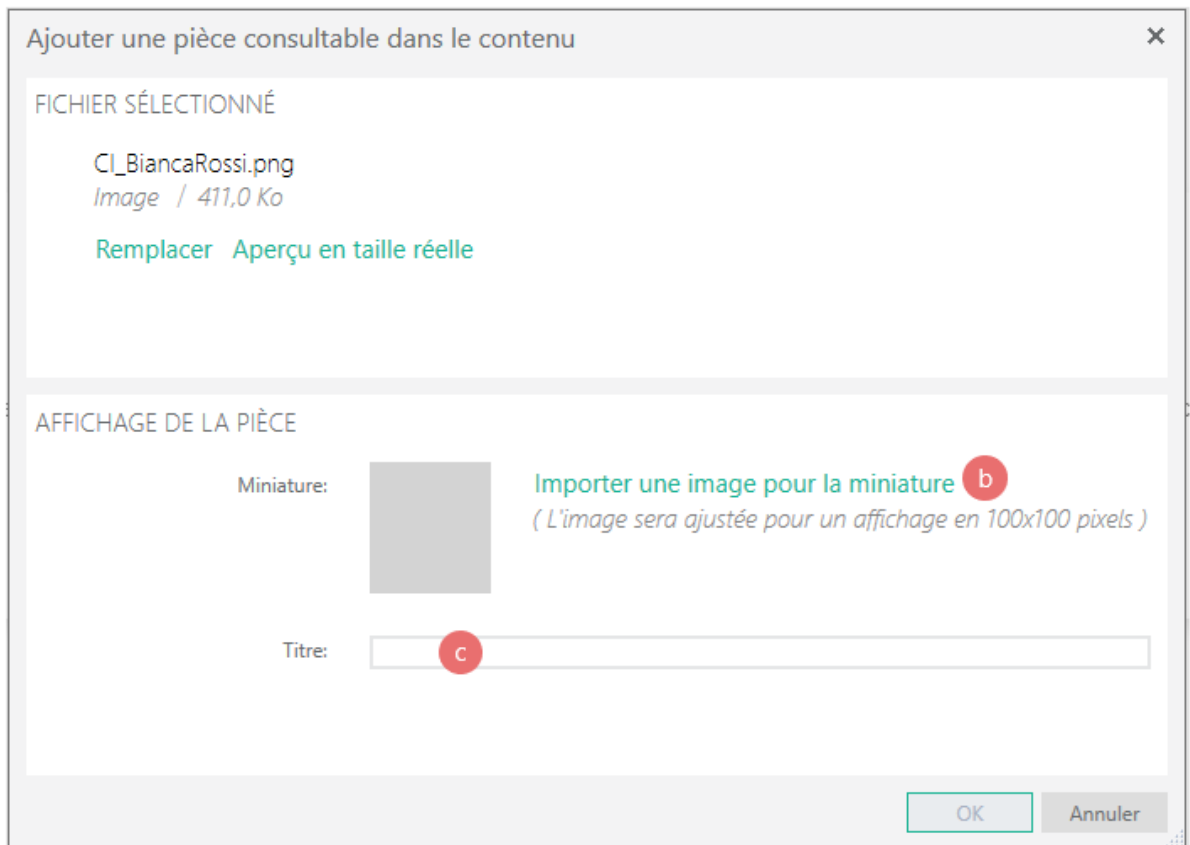 Ajouter une pièce consultable dans le contenu ×
FICHIER SÉLECTIONNÉ
CI_BiancaRossi.png
Image / 411,0 Ko
Remplacer Aperçu en taille réelle
AFFICHAGE DE LA PIÈCE
Miniature:
Importer une image pour la miniature b
( L'image sera ajustée pour un affichage en 100x100 pixels )
Titre: c
OK Annuler